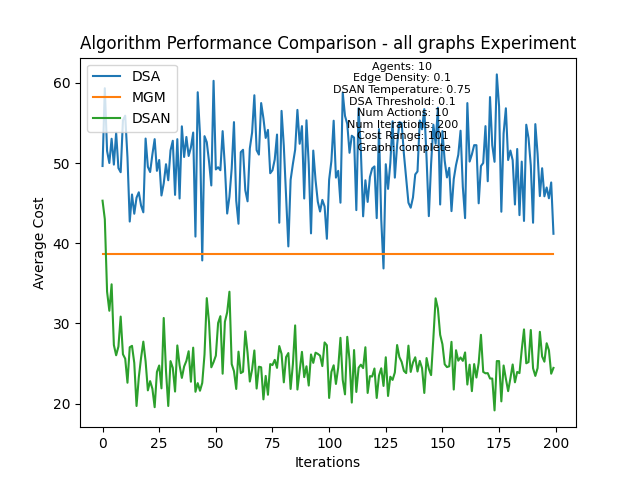 Algorithm Performance Comparison - all graphs Experiment
DSA
MGM
DSAN
Agents: 10
Edge Density: 0.1
DSAN Temperature: 0.75
DSA Threshold: 0.1
Num Actions: 10
Num Iterations: 200
Cost Range: 101
Graph: complete
Average Cost
60
50
40
30
20
0
25
50
75
100
125
150
175
200
Iterations